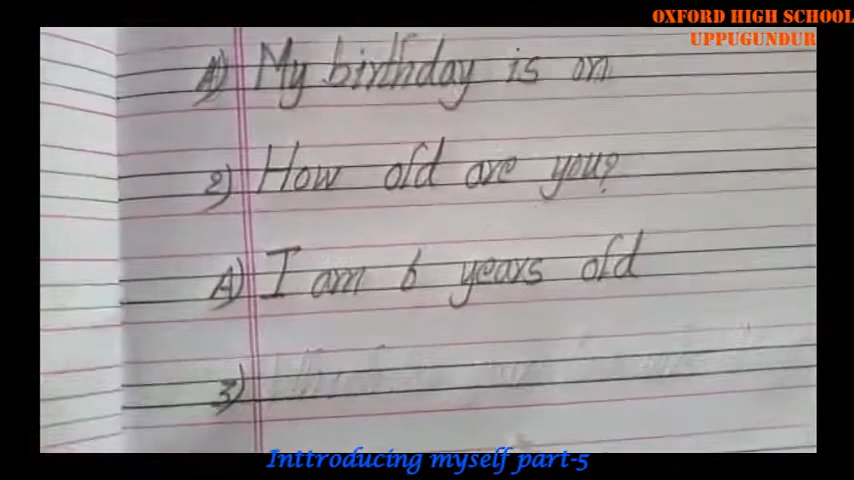 OXFORD HIGH SCHOOL
UPPUGUNDUR
A) My birthday is on
2) How old are you?
A) I am 6 years old
3)
Inttroducing myself part-5